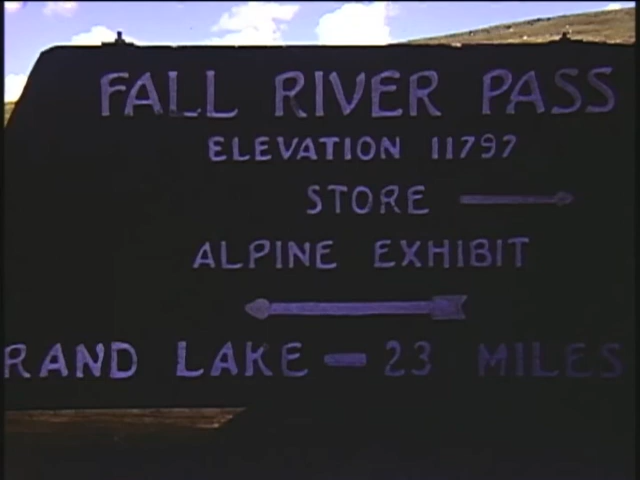 FALL RIVER PASS
ELEVATION 11797
STORE
ALPINE EXHIBIT
RAND LAKE - 23 MILES